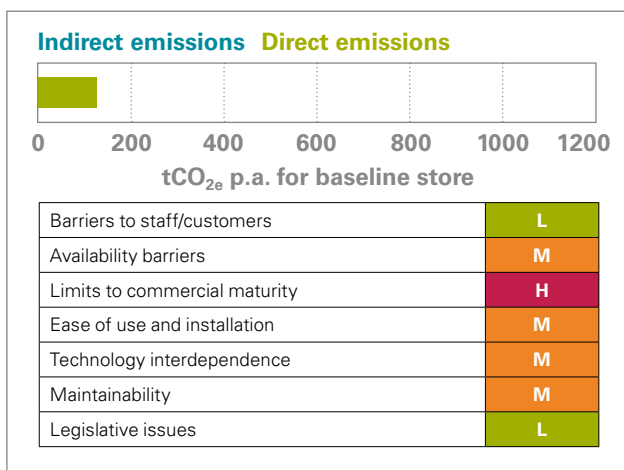 Indirect emissions Direct emissions
0 200 400 600 800 1000 1200
tCO2e p.a. for baseline store
Barriers to staff/customers L
Availability barriers M
Limits to commercial maturity H
Ease of use and installation M
Technology interdependence M
Maintainability M
Legislative issues L